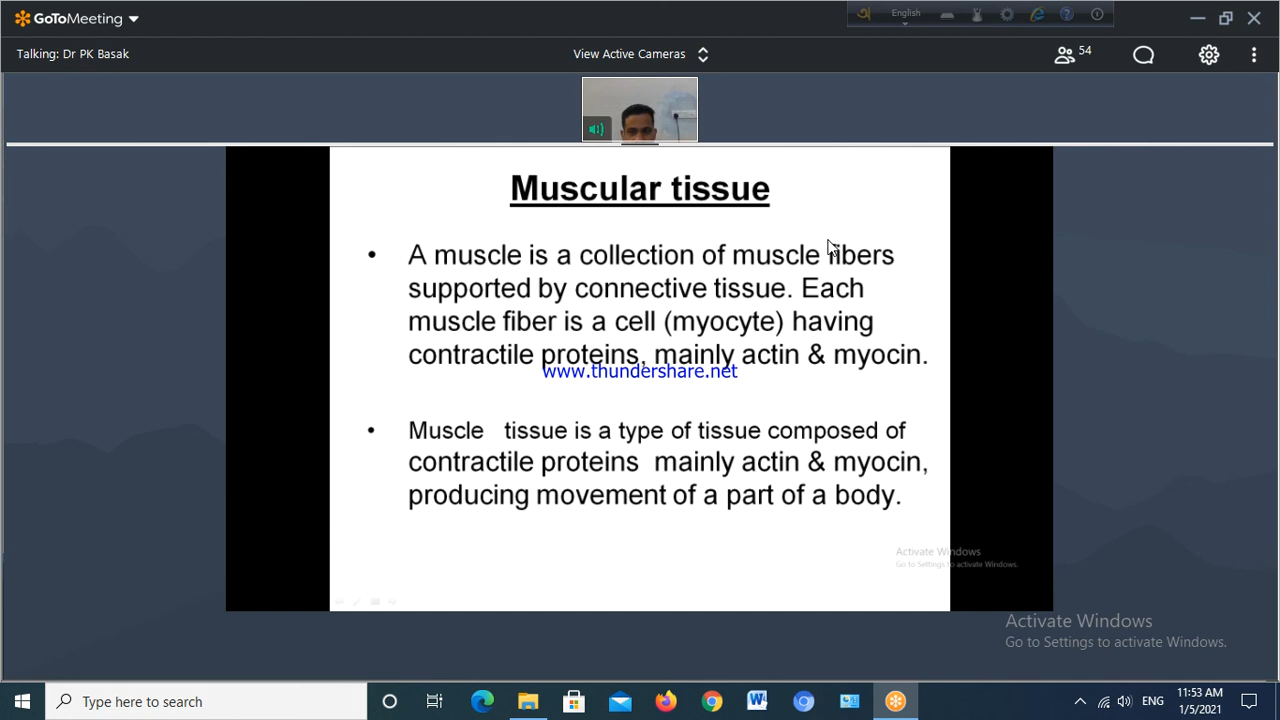 GoToMeeting
English
Talking: Dr PK Basak
View Active Cameras
54
Muscular tissue
• A muscle is a collection of muscle fibers
supported by connective tissue. Each
muscle fiber is a cell (myocyte) having
contractile proteins, mainly actin & myocin.
www.thundershare.net
• Muscle tissue is a type of tissue composed of
contractile proteins mainly actin & myocin,
producing movement of a part of a body.
Activate Windows
Go to Settings to activate Windows.
Activate Windows
Go to Settings to activate Windows.
Type here to search
ENG
11:53 AM
1/5/2021